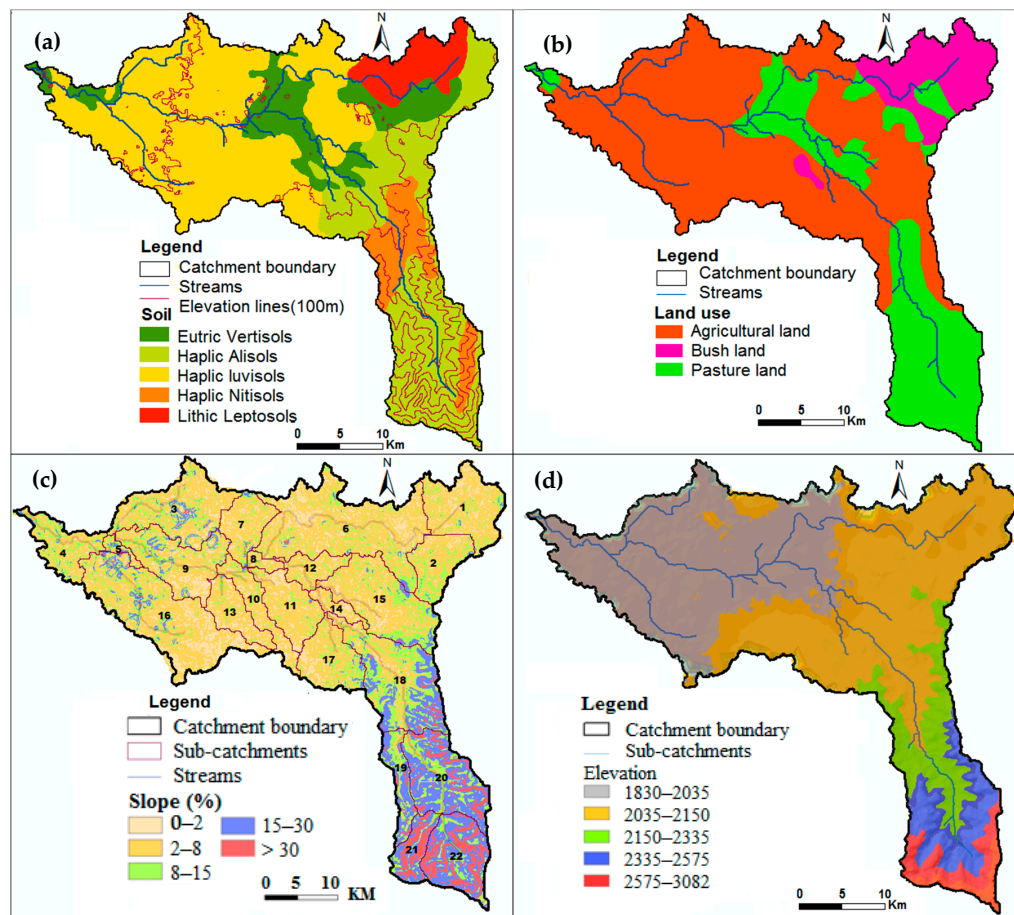 (a)
N
Legend
Catchment boundary
Streams
Elevation lines(100m)
Soil
Eutric Vertisols
Haplic Alisols
Haplic luvisols
Haplic Nitisols
Lithic Leptosols
0 5 10
Km
(b)
N
Legend
Catchment boundary
Streams
Land use
Agricultural land
Bush land
Pasture land
0 5 10
Km
(c)
N
1
2
3
4
5
6
7
8
9
10
11
12
13
14
15
16
17
18
19
20
21
22
Legend
Catchment boundary
Sub-catchments
Streams
Slope (%)
0–2
2–8
8–15
15–30
> 30
0 5 10
KM
(d)
N
Legend
Catchment boundary
Sub-catchments
Elevation
1830–2035
2035–2150
2150–2335
2335–2575
2575–3082
0 5 10
Km